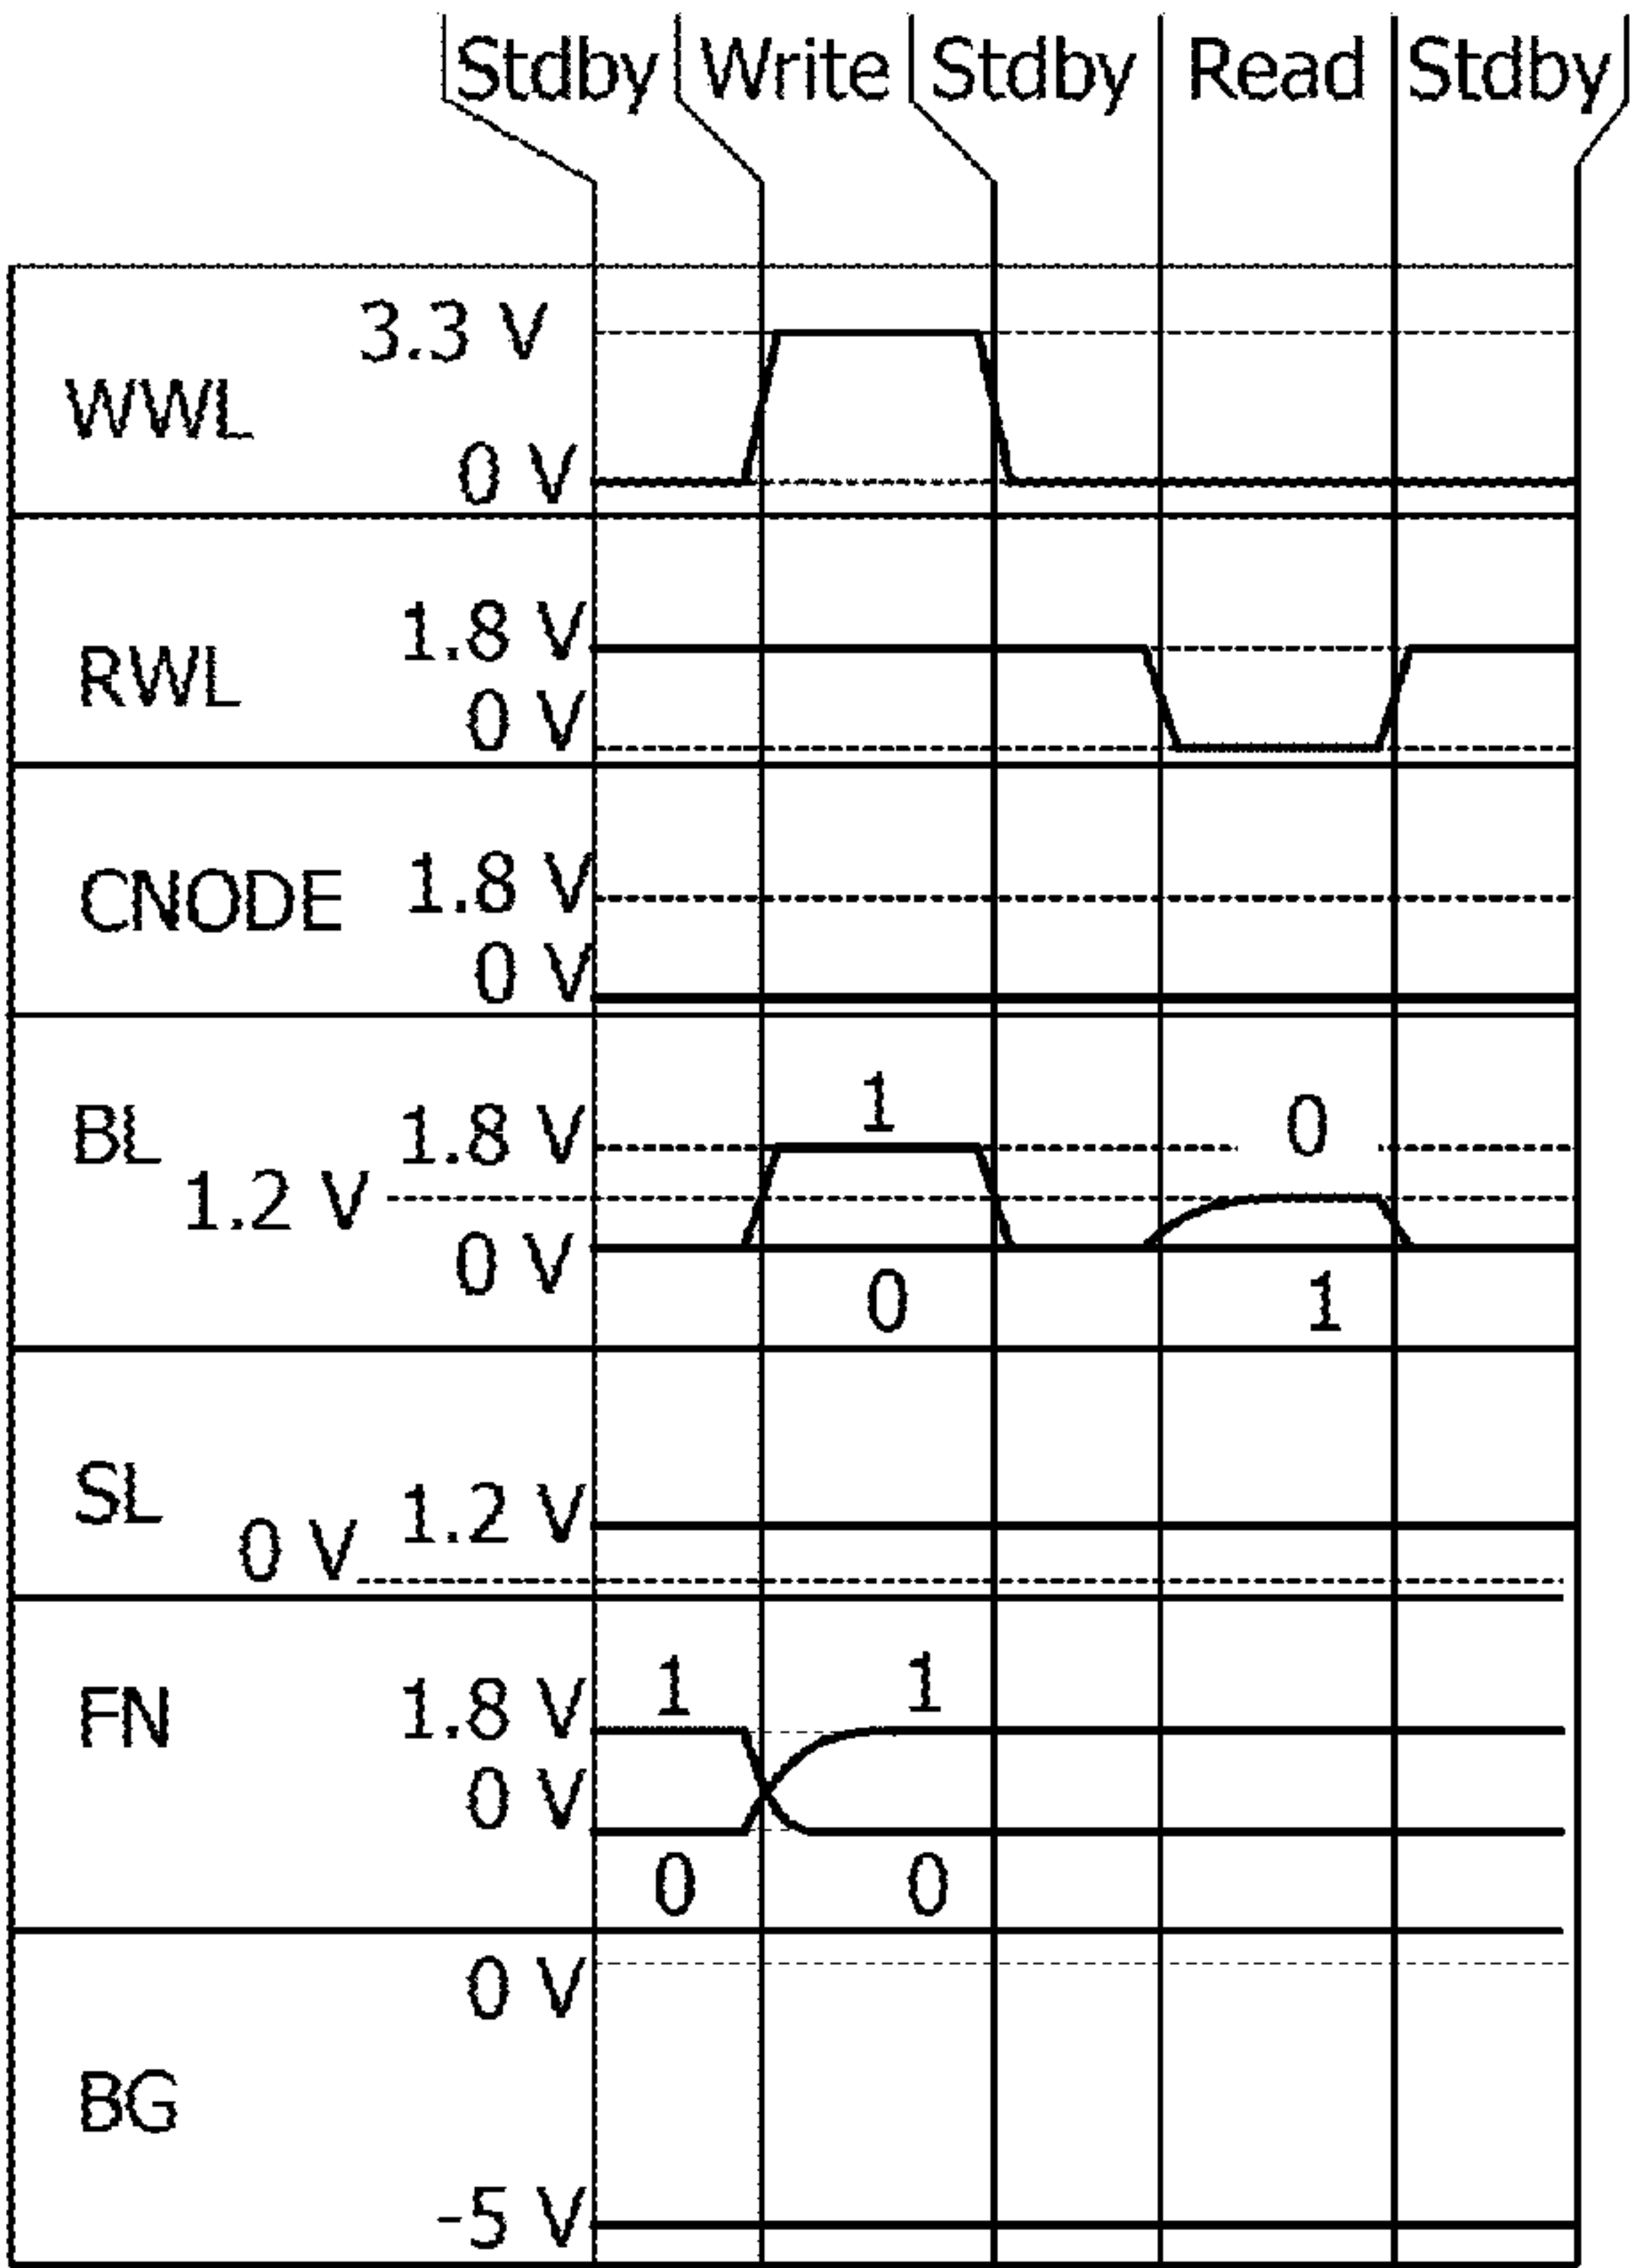 Stdby Write Stdby Read Stdby
3.3 V
WWL
0 V
1.8 V
RWL
0 V
CNODE 1.8 V
0 V
1
BL 1.8 V 0
1.2 V
0 V
0 1
SL 1.2 V
0 V
1 1
FN 1.8 V
0 V
0 0
0 V
BG
-5 V